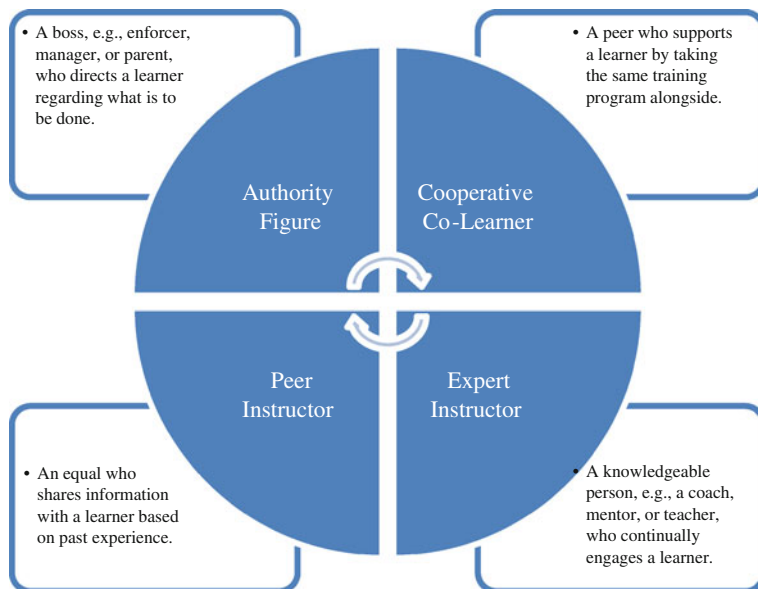 • A boss, e.g., enforcer,
manager, or parent,
who directs a learner
regarding what is to
be done.
• A peer who supports
a learner by taking
the same training
program alongside.
Authority
Figure
Cooperative
Co-Learner
Peer
Instructor
Expert
Instructor
• An equal who
shares information
with a learner based
on past experience.
• A knowledgeable
person, e.g., a coach,
mentor, or teacher,
who continually
engages a learner.